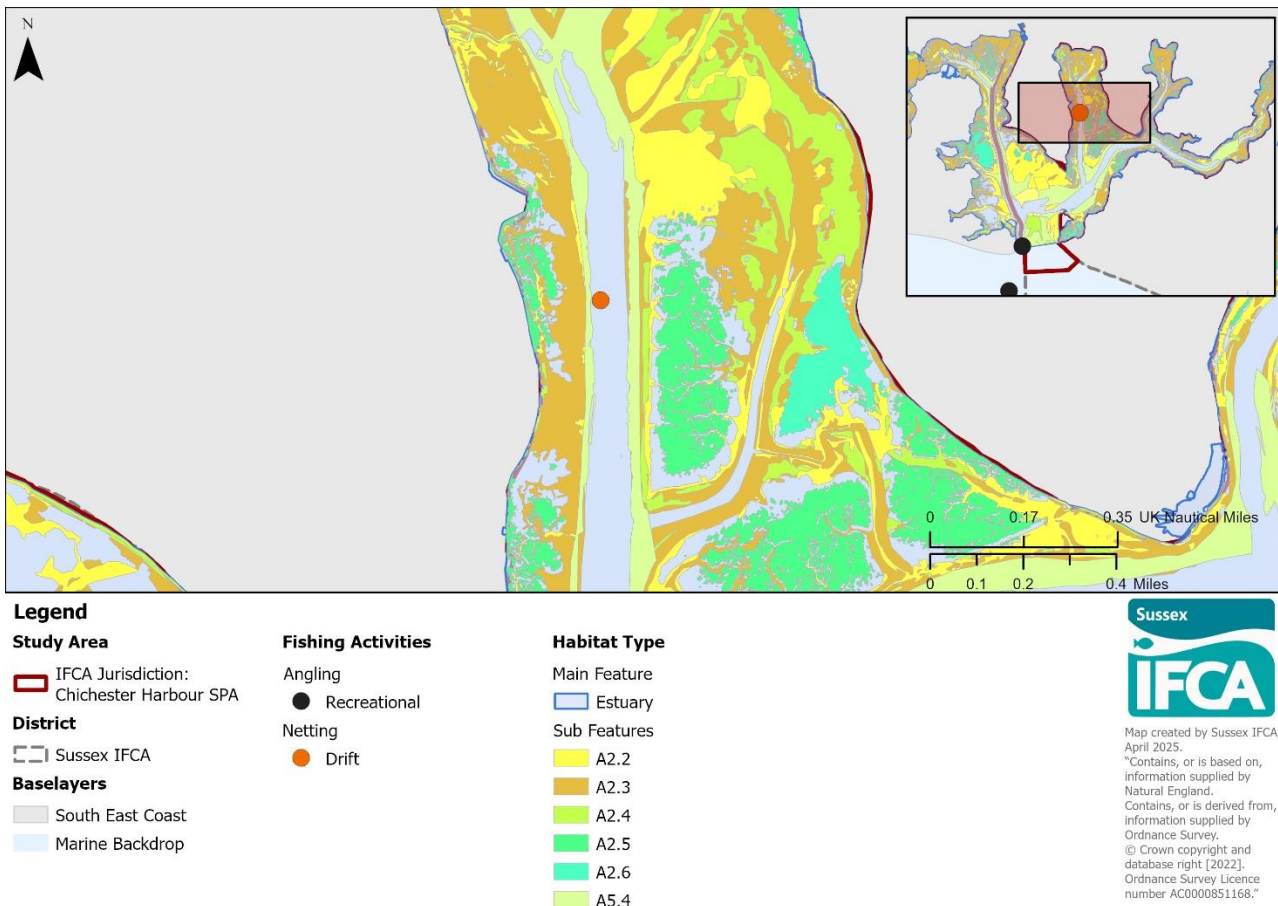 N
0 0.17 0.35 UK Nautical Miles
0 0.1 0.2 0.4 Miles
Legend
Study Area
IFCA Jurisdiction:
Chichester Harbour SPA
District
Sussex IFCA
Baselayers
South East Coast
Marine Backdrop
Fishing Activities
Angling
Recreational
Netting
Drift
Habitat Type
Main Feature
Estuary
Sub Features
A2.2
A2.3
A2.4
A2.5
A2.6
A5.4
Sussex
IFCA
Map created by Sussex IFCA
April 2025.
"Contains, or is based on,
information supplied by
Natural England.
Contains, or is derived from,
information supplied by
Ordnance Survey.
© Crown copyright and
database right [2022].
Ordnance Survey Licence
number AC0000851168."